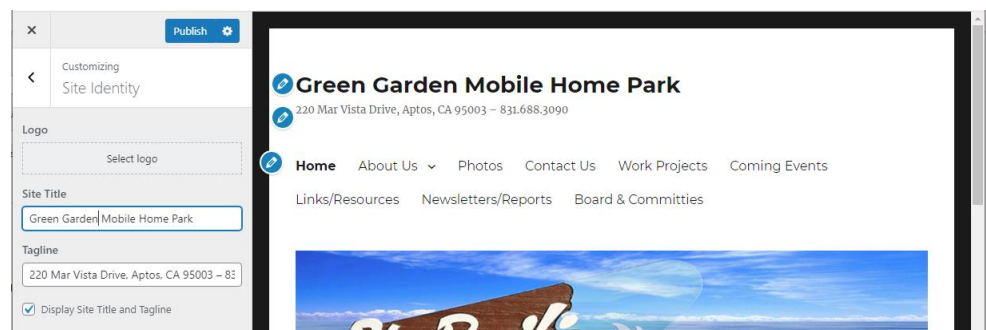 Publish
Customizing
Site Identity
Logo
Select logo
Site Title
Green Garden Mobile Home Park
Tagline
220 Mar Vista Drive, Aptos, CA 95003 – 83
Display Site Title and Tagline
Green Garden Mobile Home Park
220 Mar Vista Drive, Aptos, CA 95003 – 831.688.3090
Home About Us Photos Contact Us Work Projects Coming Events
Links/Resources Newsletters/Reports Board & Committies